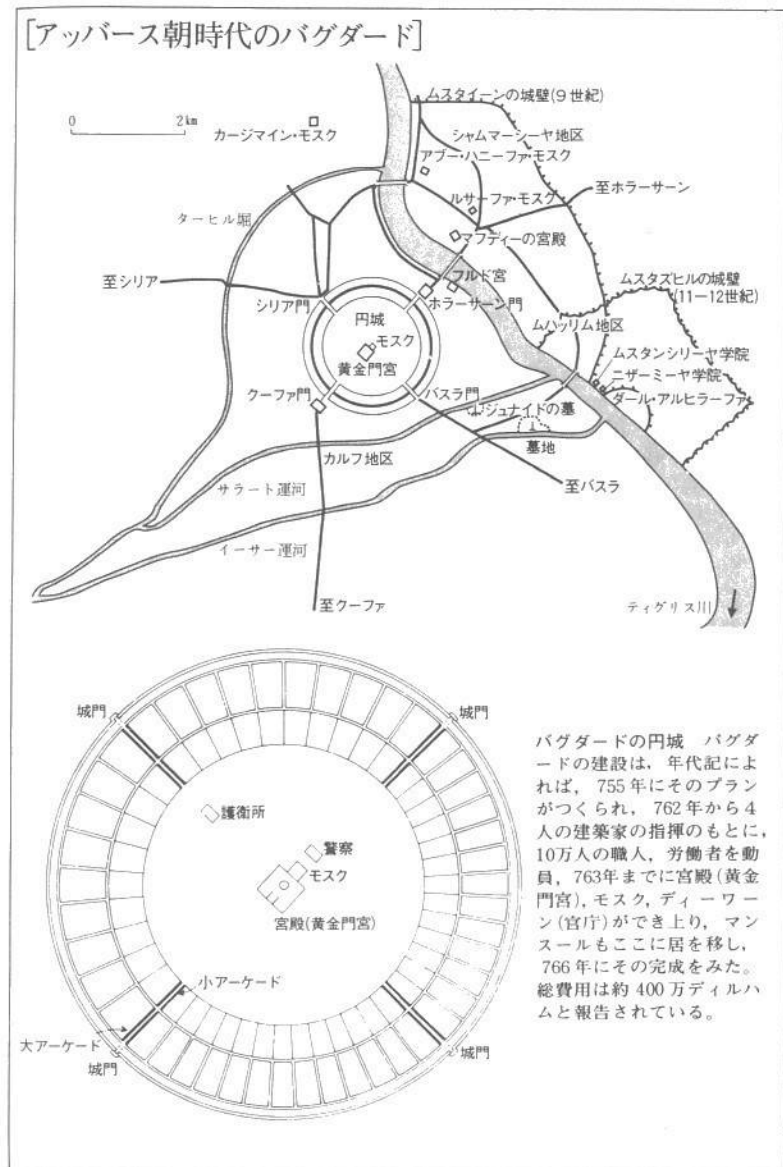 [アッバース朝時代のバグダード]
ムスタイーンの城壁(9世紀)
0 2km
カージマイン・モスク
シャムマーシーヤ地区
アブー・ハニーファ・モスク
ルサーファ・モスク
至ホラーサーン
ターヒル堀
マフディーの宮殿
至シリア
フルド宮
ムスタズヒルの城壁
(11-12世紀)
シリア門
ホラーサーン門
円城
ムハッリム地区
モスク
黄金門宮
ムスタンシリーヤ学院
ニザーミーヤ学院
クーファ門
バスラ門
ダール・アルヒラーファ
ジュナイドの墓
カルフ地区
墓地
サラート運河
至バスラ
イーサー運河
至クーファ
ティグリス川
城門
城門
護衛所
警察
モスク
宮殿(黄金門宮)
小アーケード
大アーケード
城門
城門
バグダードの円城 バグダ
ードの建設は，年代記によ
れば，755年にそのプラン
がつくられ，762年から4
人の建築家の指揮のもとに，
10万人の職人，労働者を動
員，763年までに宮殿(黄金
門宮)，モスク，ディーワー
ン(官庁)ができ上り，マン
スールもここに居を移し，
766年にその完成をみた。
総費用は約400万ディルハ
ムと報告されている。